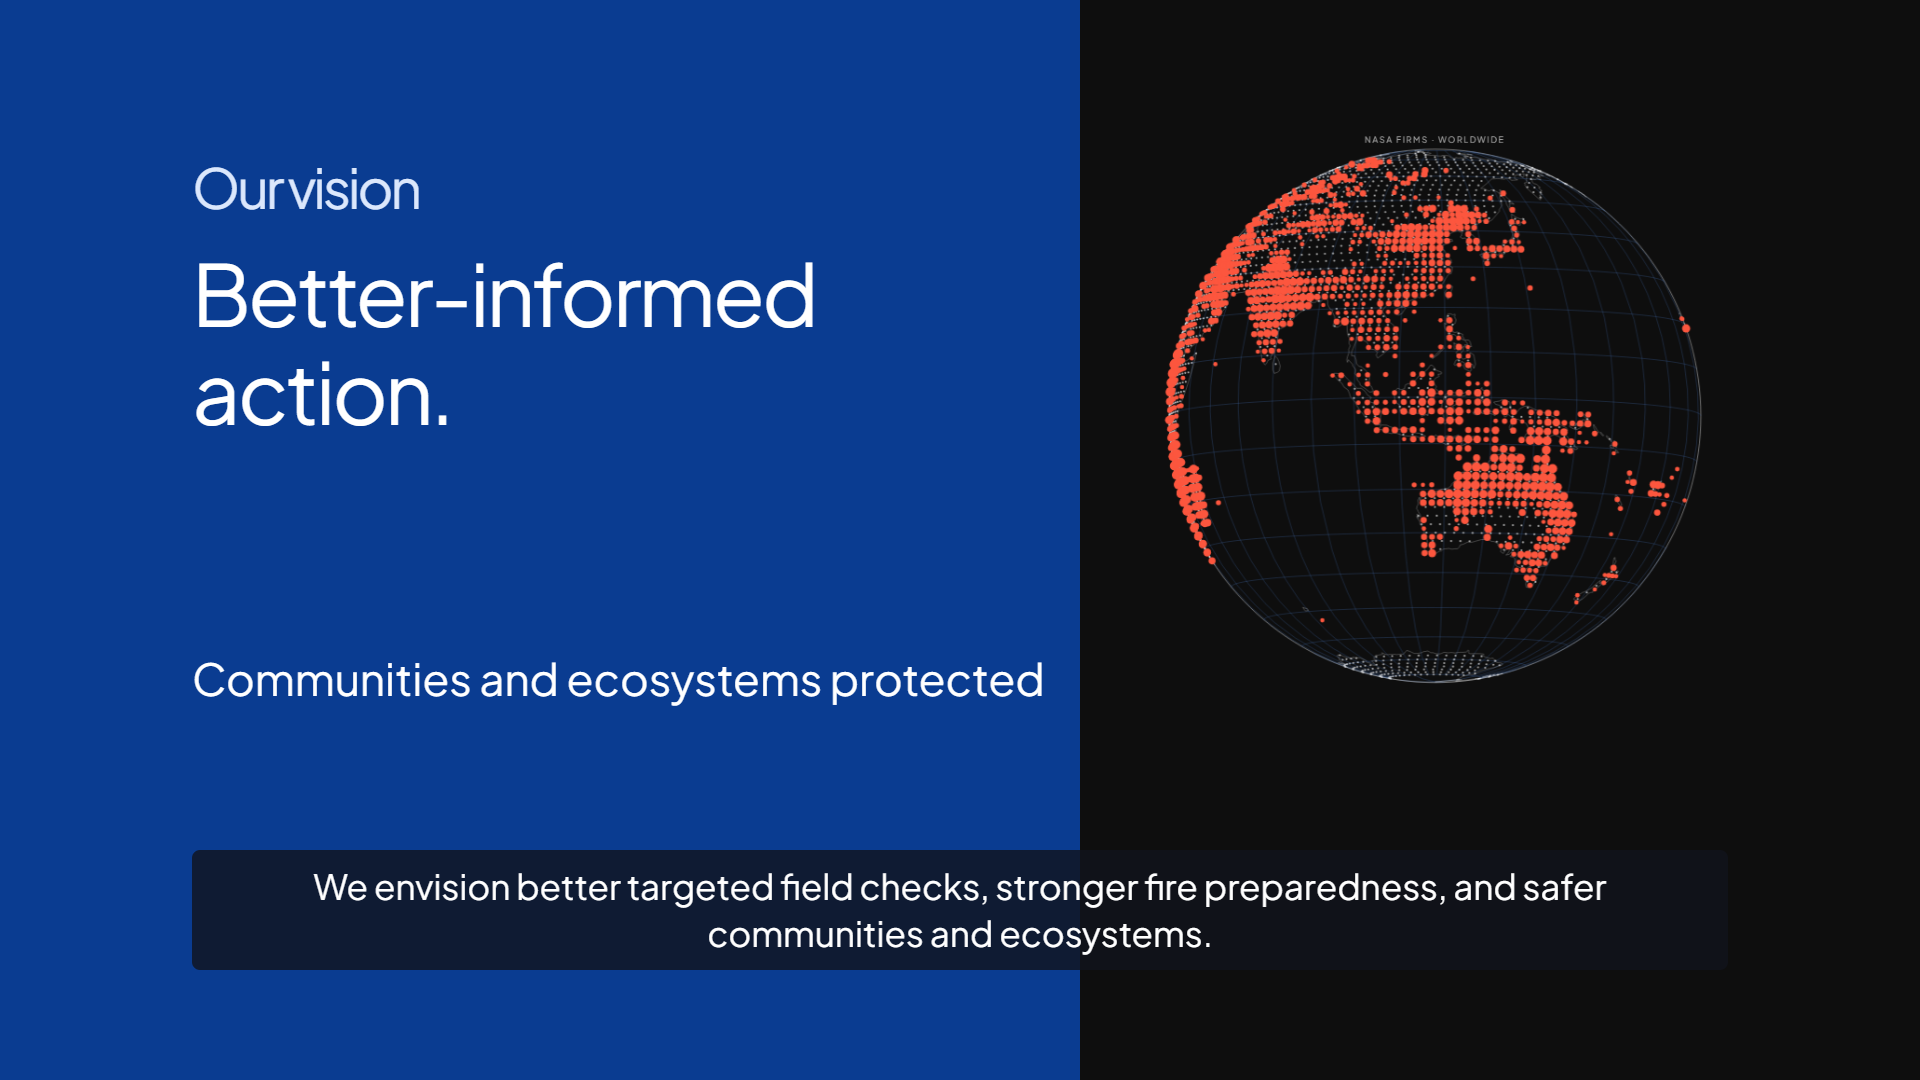 Our vision
Better-informed
action.
Communities and ecosystems protected
NASA FIRMS - WORLDWIDE
We envision better targeted field checks, stronger fire preparedness, and safer
communities and ecosystems.